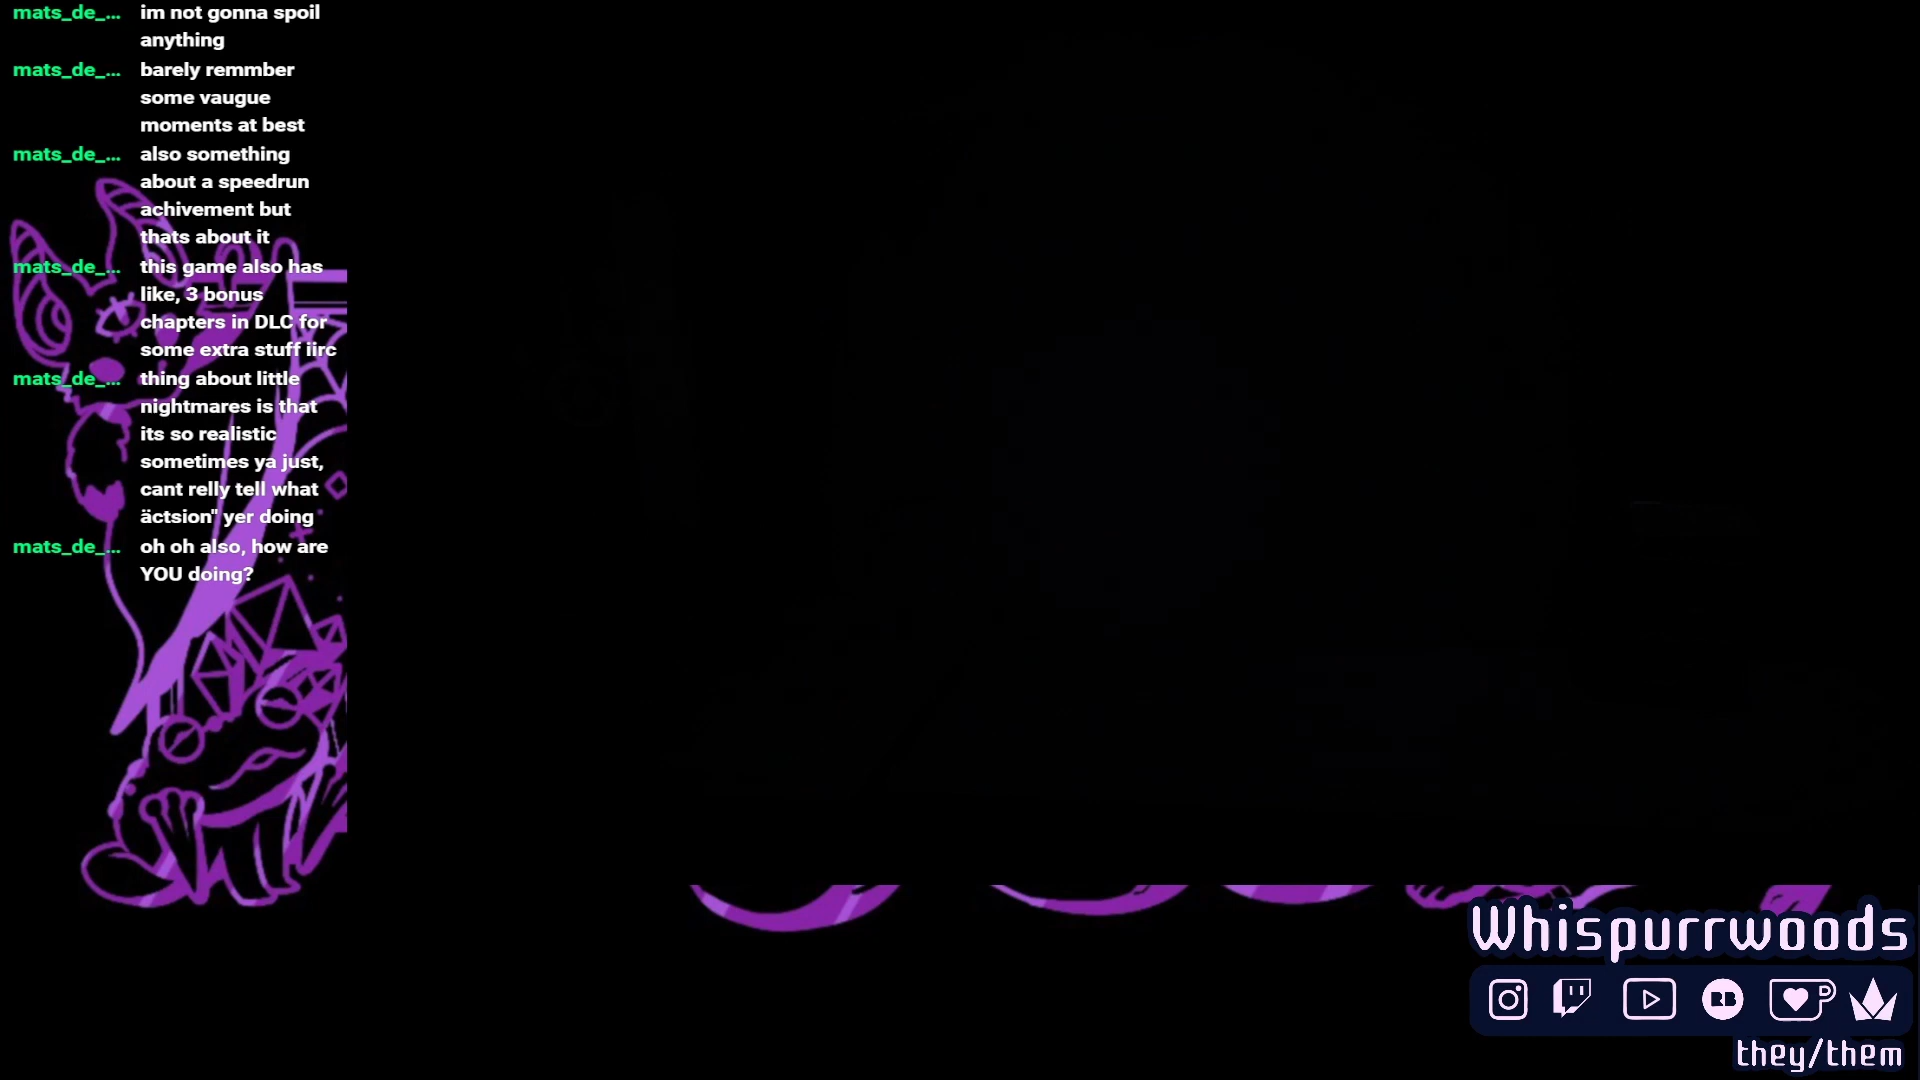 mats_de_... im not gonna spoil
anything
mats_de_... barely remmber
some vaugue
moments at best
mats_de_... also something
about a speedrun
achivement but
thats about it
mats_de_... this game also has
like, 3 bonus
chapters in DLC for
some extra stuff iirc
mats_de_... thing about little
nightmares is that
its so realistic
sometimes ya just,
cant relly tell what
äctsion" yer doing
mats_de_... oh oh also, how are
YOU doing?
Whispurrwoods
RB
they/them